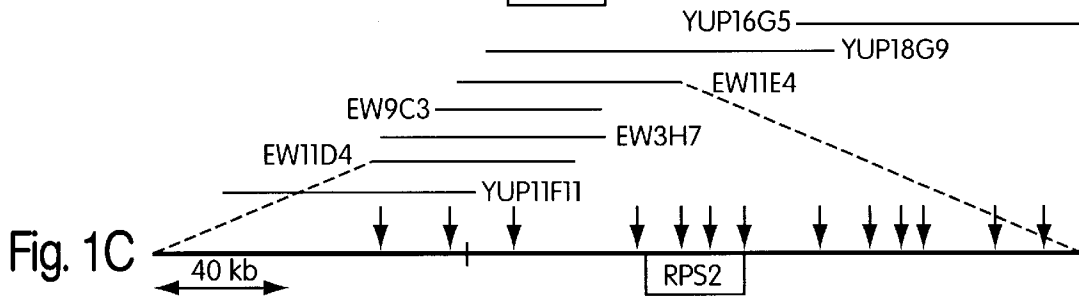 YUP16G5
YUP18G9
EW11E4
EW9C3
EW3H7
EW11D4
YUP11F11
Fig. 1C
40 kb
RPS2